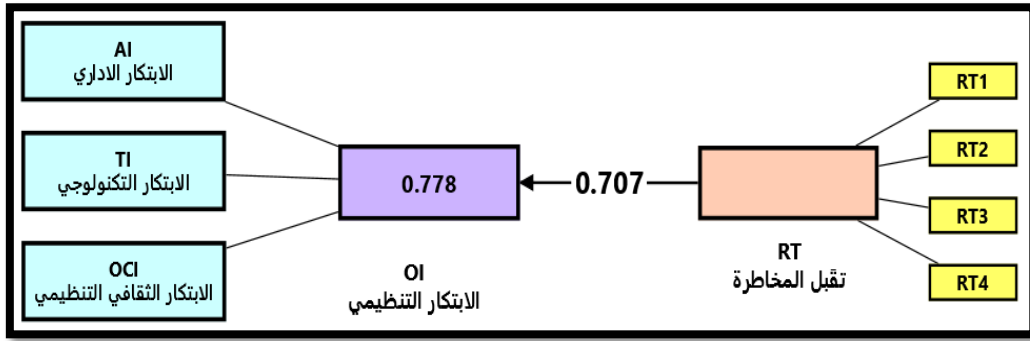 AI
الابتكار الاداري
TI
الابتكار التكنولوجي
OCI
الابتكار الثقافي التنظيمي
0.778
OI
الابتكار التنظيمي
0.707
RT
تقبل المخاطرة
RT1
RT2
RT3
RT4